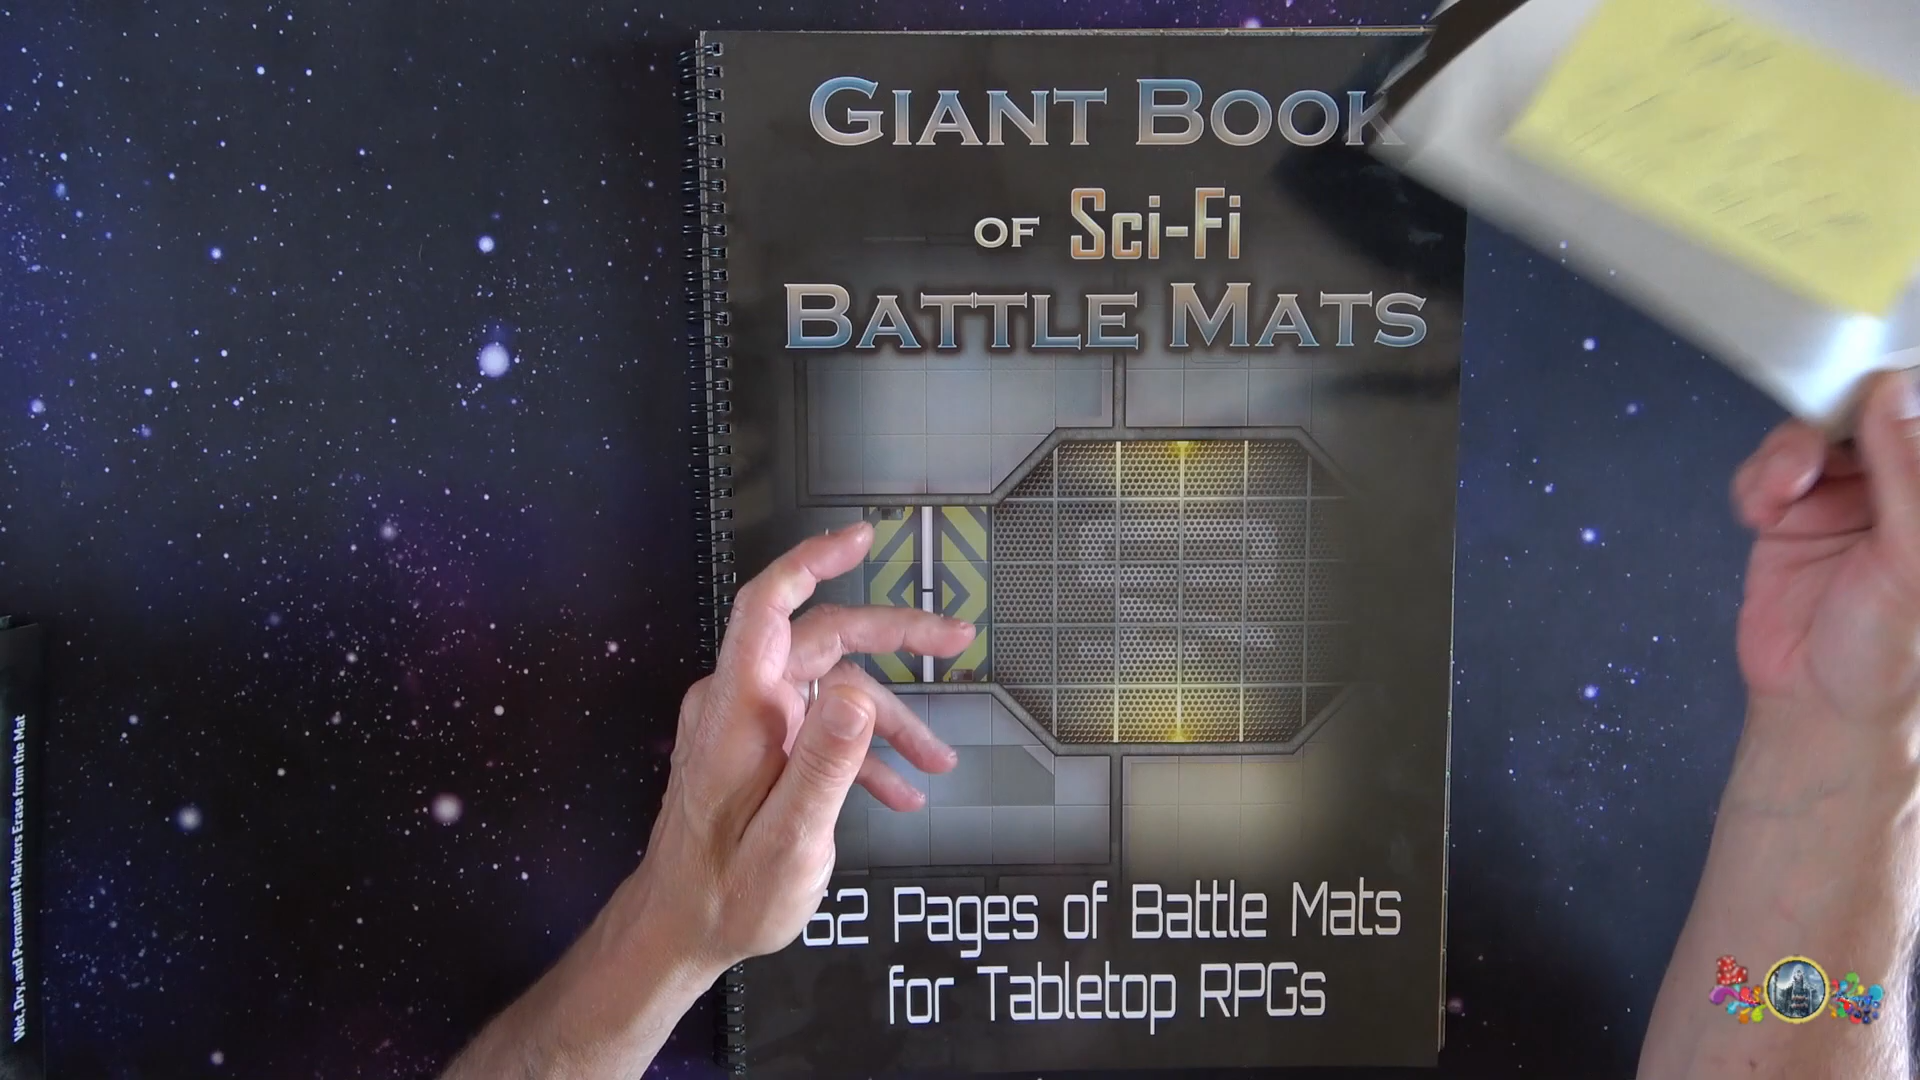 GIANT BOOK
OF Sci-Fi
BATTLE MATS
62 Pages of Battle Mats
for Tabletop RPGs
Wet, Dry, and Permanent Markers Erase from the Mat